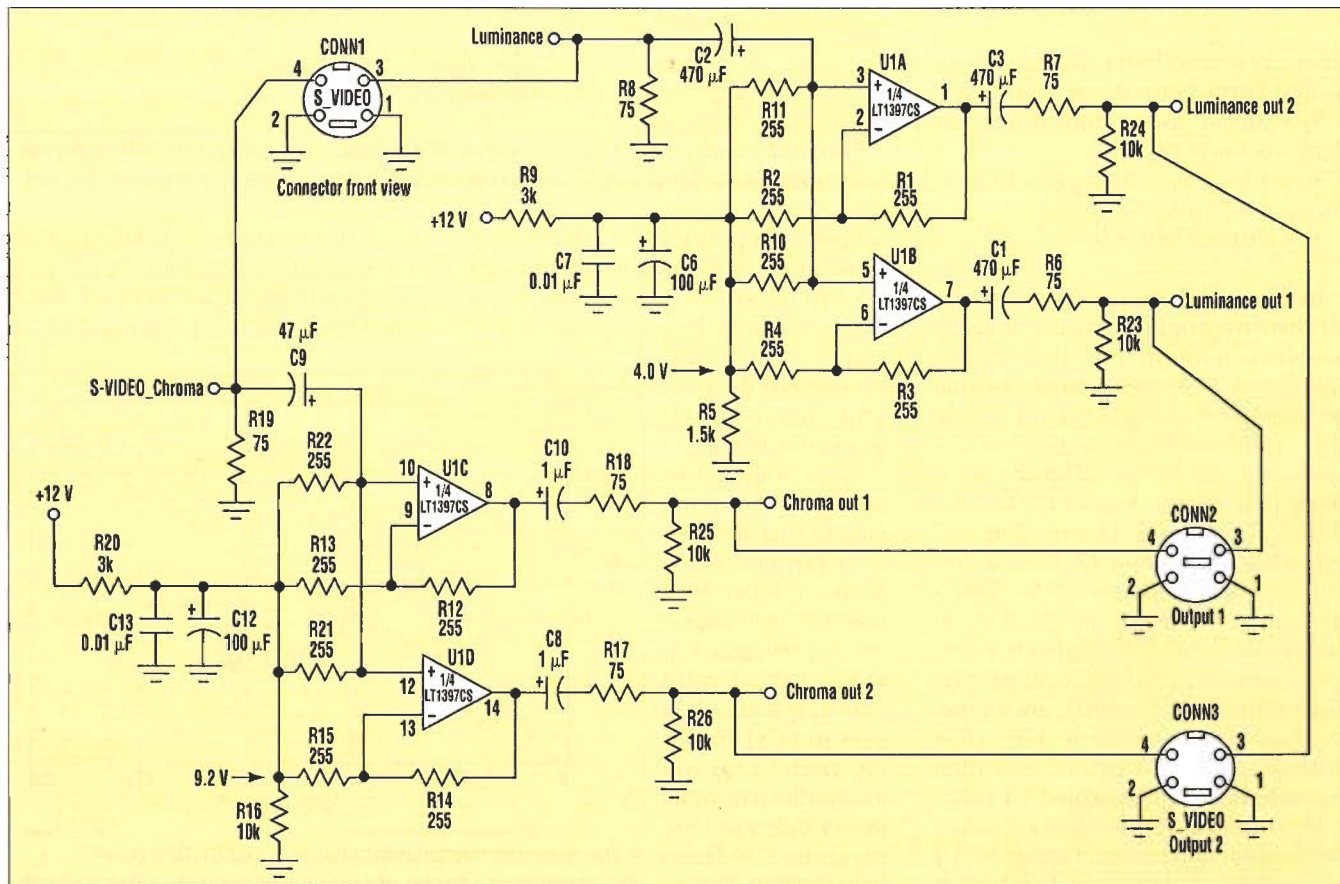 CONN1
4
3
S_VIDEO
2
1
Connector front view
Luminance
R8
75
C2
+
470 µF
R11
255
U1A
3
+
1/4
LT1397CS
2
–
1
C3
470 µF
+
R7
75
Luminance out 2
R24
10k
R9
3k
+12 V
R2
255
R1
255
R10
255
C7
0.01 µF
+
C6
100 µF
U1B
5
+
1/4
LT1397CS
6
–
7
C1
470 µF
+
R6
75
Luminance out 1
R23
10k
R4
255
R3
255
4.0 V
R5
1.5k
47 µF
C9
+
S-VIDEO_Chroma
R19
75
R22
255
U1C
10
+
1/4
LT1397CS
9
–
8
C10
1 µF
+
R18
75
Chroma out 1
R25
10k
+12 V
R20
3k
R13
255
R12
255
C13
0.01 µF
+
C12
100 µF
R21
255
U1D
12
+
1/4
LT1397CS
13
–
14
C8
1 µF
+
R17
75
Chroma out 2
R26
10k
R15
255
R14
255
9.2 V
R16
10k
CONN2
4
3
2
1
Output 1
CONN3
4
3
2
1
S_VIDEO
Output 2